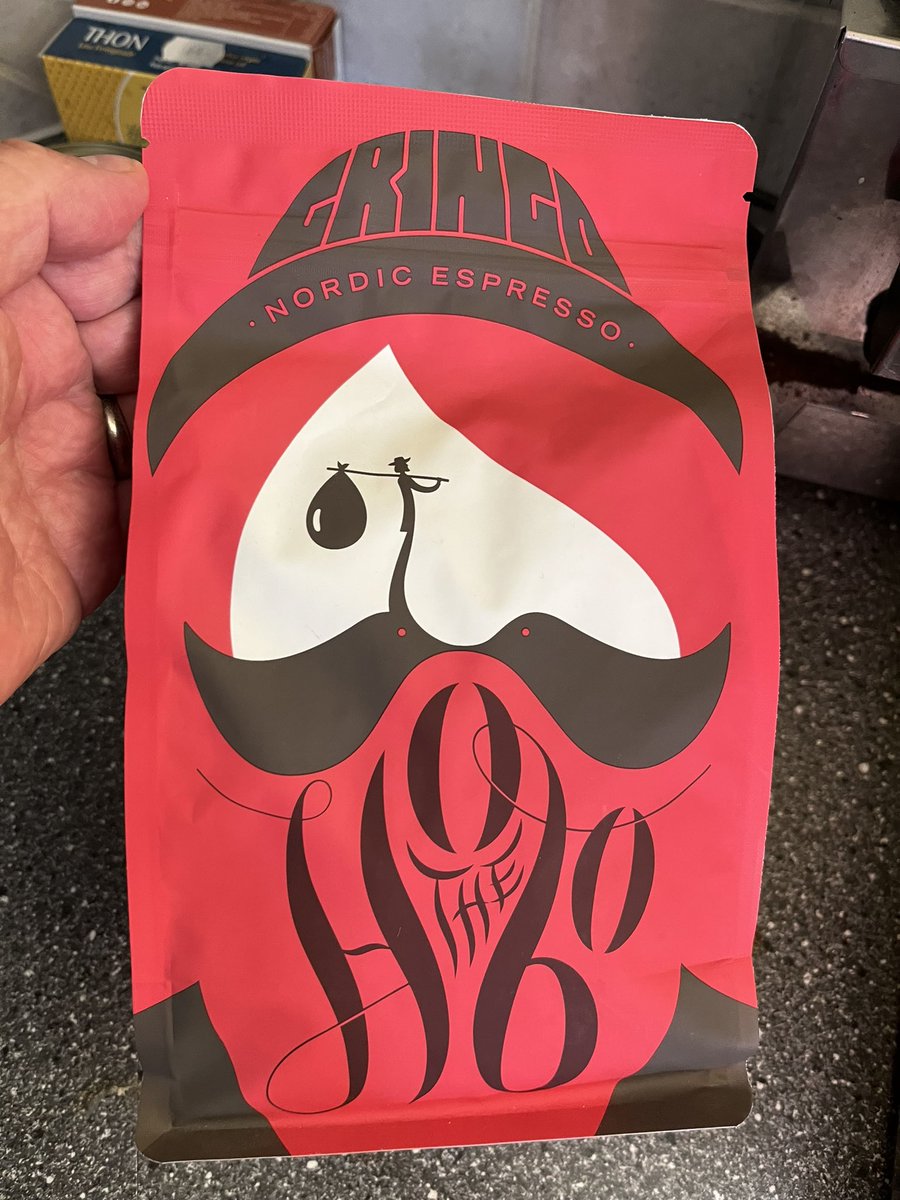 THON
GRINGO
· NORDIC ESPRESSO ·
THE
HObO